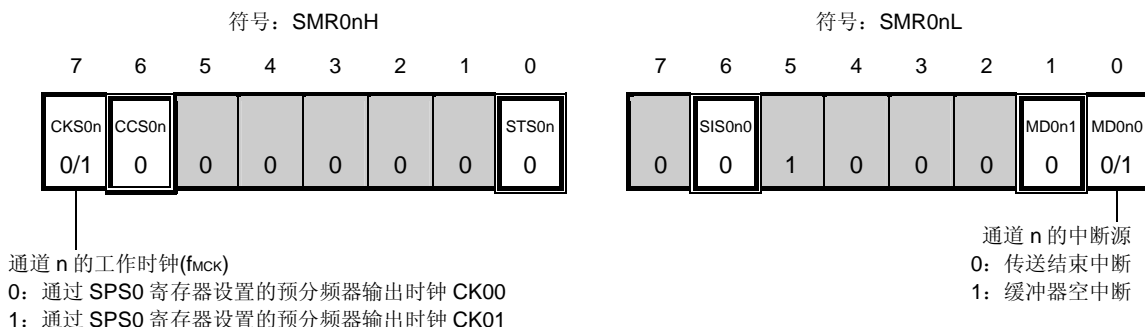 符号：SMR0nH 符号：SMR0nL
7 6 5 4 3 2 1 0 7 6 5 4 3 2 1 0
CKS0n CCS0n STS0n SIS0n0 MD0n1 MD0n0
0/1 0 0 0 0 0 0 0 0 0 1 0 0 0 0 0/1
通道 n 的工作时钟(fMCK)
0：通过 SPS0 寄存器设置的预分频器输出时钟 CK00
1：通过 SPS0 寄存器设置的预分频器输出时钟 CK01
通道 n 的中断源
0：传送结束中断
1：缓冲器空中断